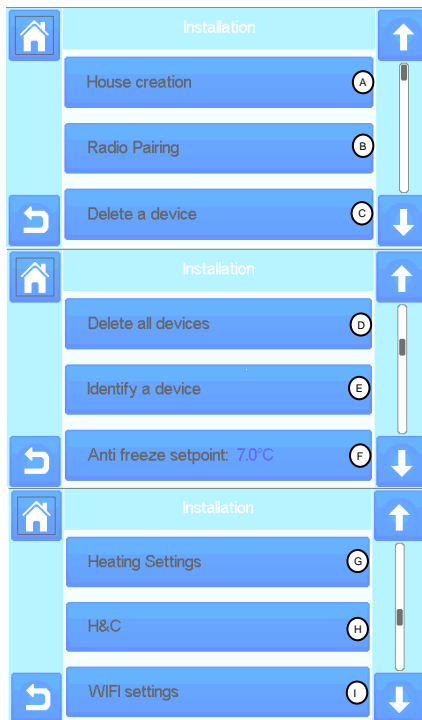 Installation
House creation A
Radio Pairing B
Delete a device C
Installation
Delete all devices D
Identify a device E
Anti freeze setpoint: 7.0°C F
Installation
Heating Settings G
H&C H
WIFI settings I